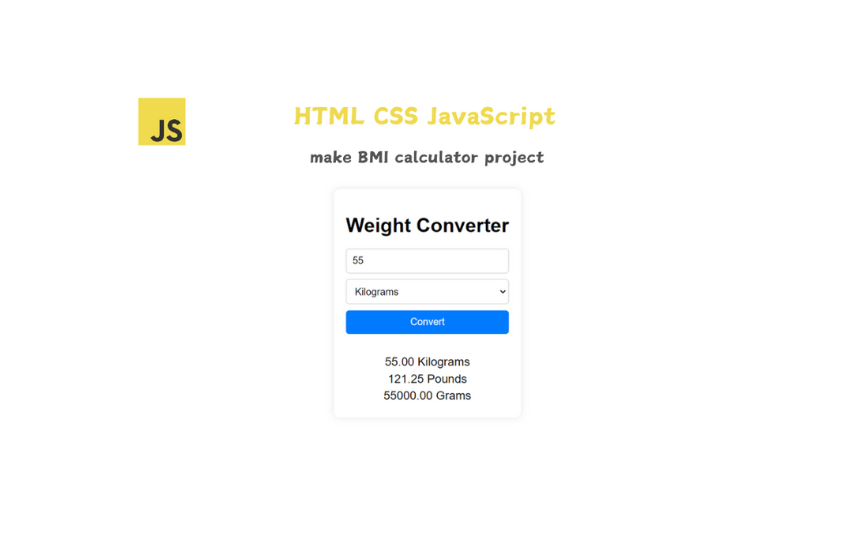 JS
HTML CSS JavaScript
make BMI calculator project
Weight Converter
55
Kilograms
Convert
55.00 Kilograms
121.25 Pounds
55000.00 Grams